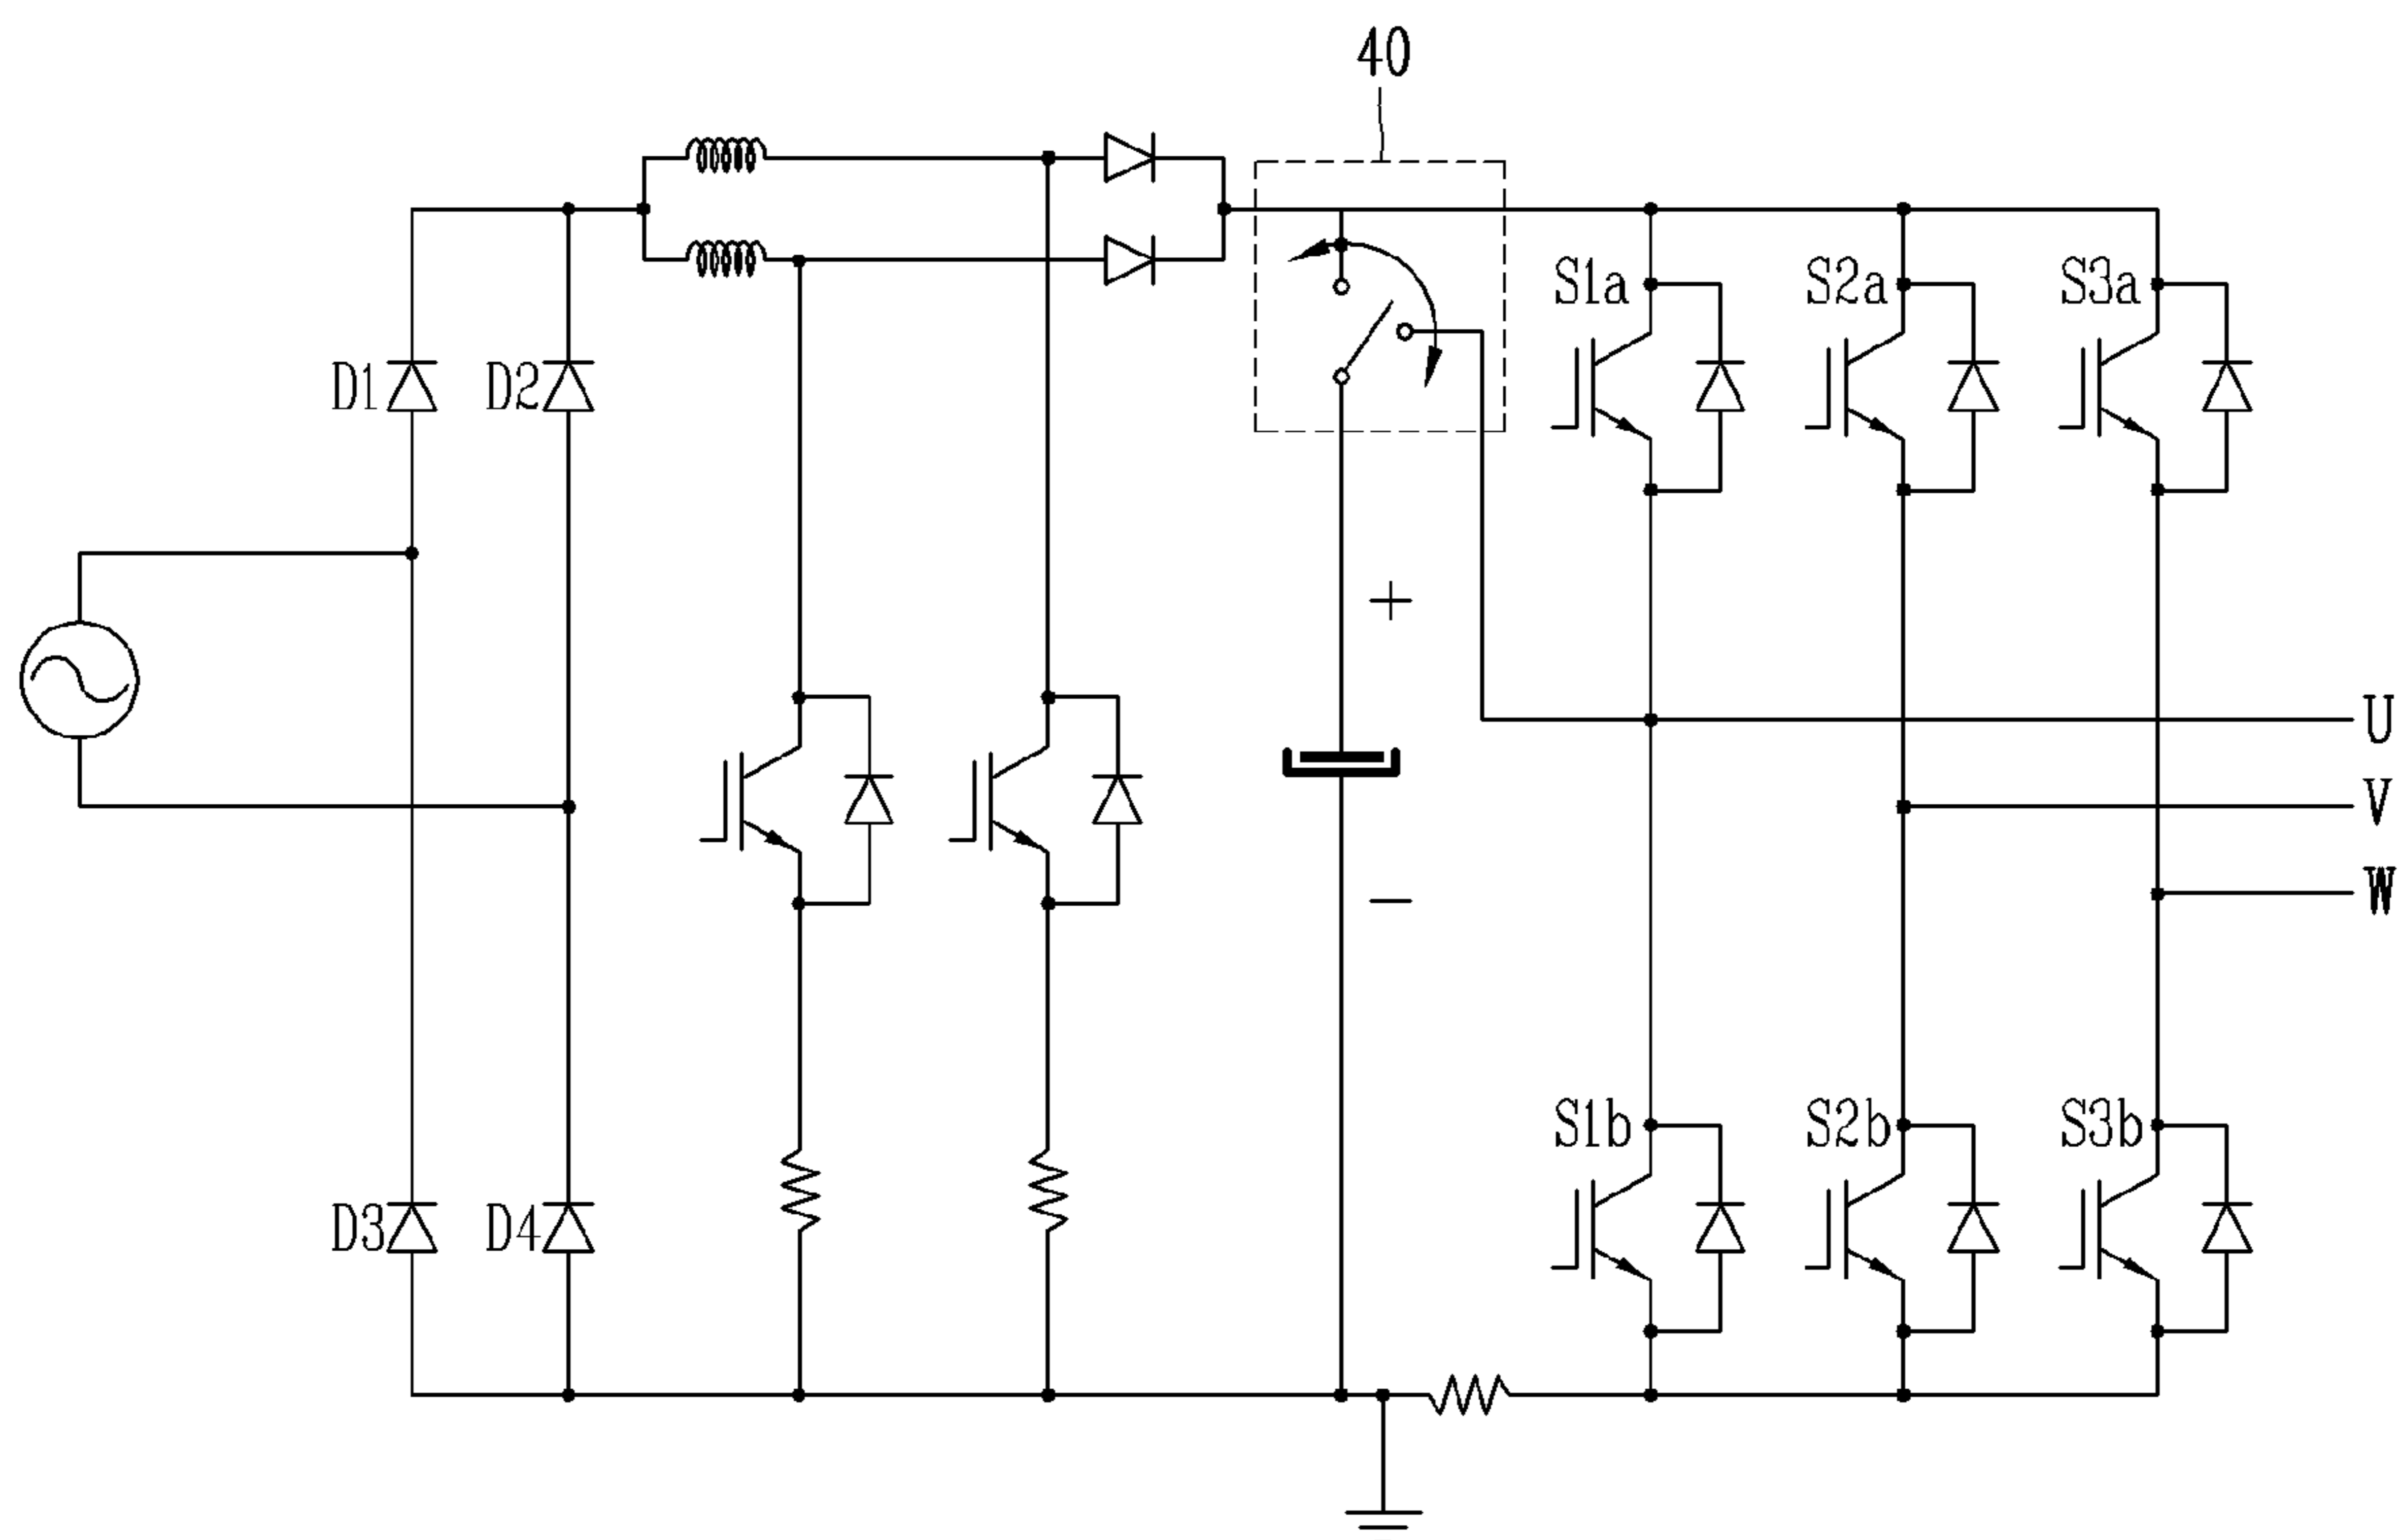 40
S1a
S2a
S3a
D1
D2
+
U
V
W
−
S1b
S2b
S3b
D3
D4